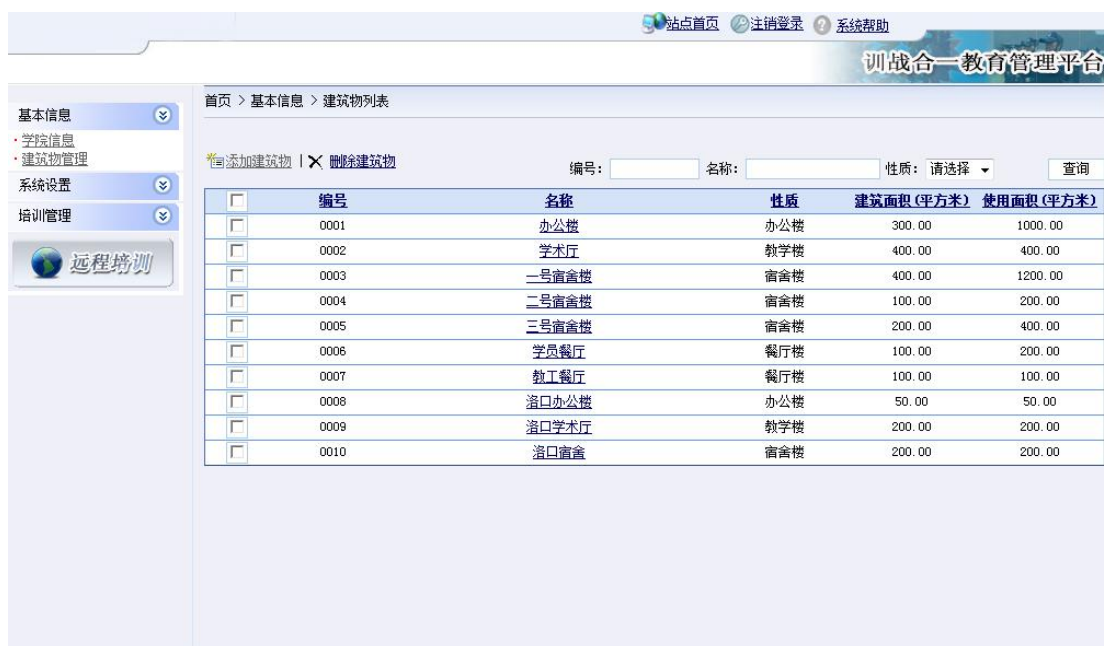 站点首页 注销登录 系统帮助
训战合一教育管理平台
首页 > 基本信息 > 建筑物列表
基本信息
·学院信息
·建筑物管理
系统设置
培训管理
远程培训
添加建筑物 | 删除建筑物 编号: 名称: 性质: 请选择 查询
编号 名称 性质 建筑面积(平方米) 使用面积(平方米)
0001 办公楼 办公楼 300.00 1000.00
0002 学术厅 教学楼 400.00 400.00
0003 一号宿舍楼 宿舍楼 400.00 1200.00
0004 二号宿舍楼 宿舍楼 100.00 200.00
0005 三号宿舍楼 宿舍楼 200.00 400.00
0006 学员餐厅 餐厅楼 100.00 200.00
0007 教工餐厅 餐厅楼 100.00 100.00
0008 洛口办公楼 办公楼 50.00 50.00
0009 洛口学术厅 教学楼 200.00 200.00
0010 洛口宿舍 宿舍楼 200.00 200.00